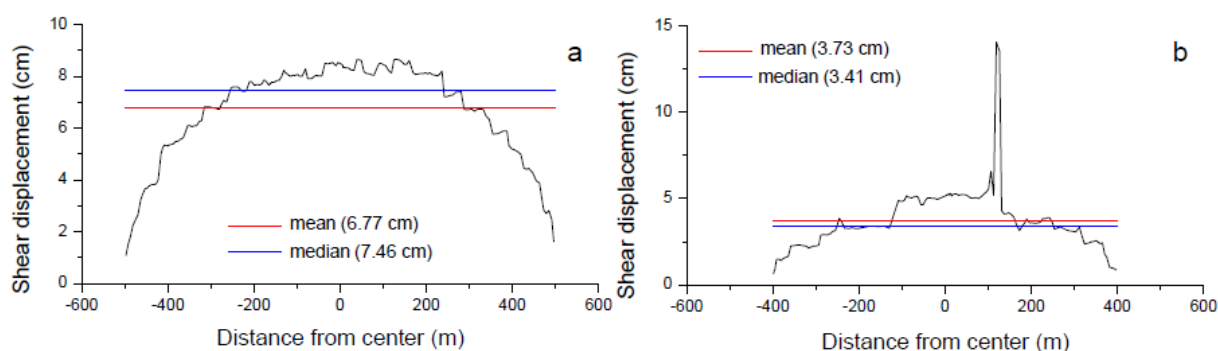 10
8
6
4
2
0
Shear displacement (cm)
a
mean (6.77 cm)
median (7.46 cm)
-600
-400
-200
0
200
400
600
Distance from center (m)
15
10
5
0
Shear displacement (cm)
mean (3.73 cm)
median (3.41 cm)
b
-600
-400
-200
0
200
400
600
Distance from center (m)